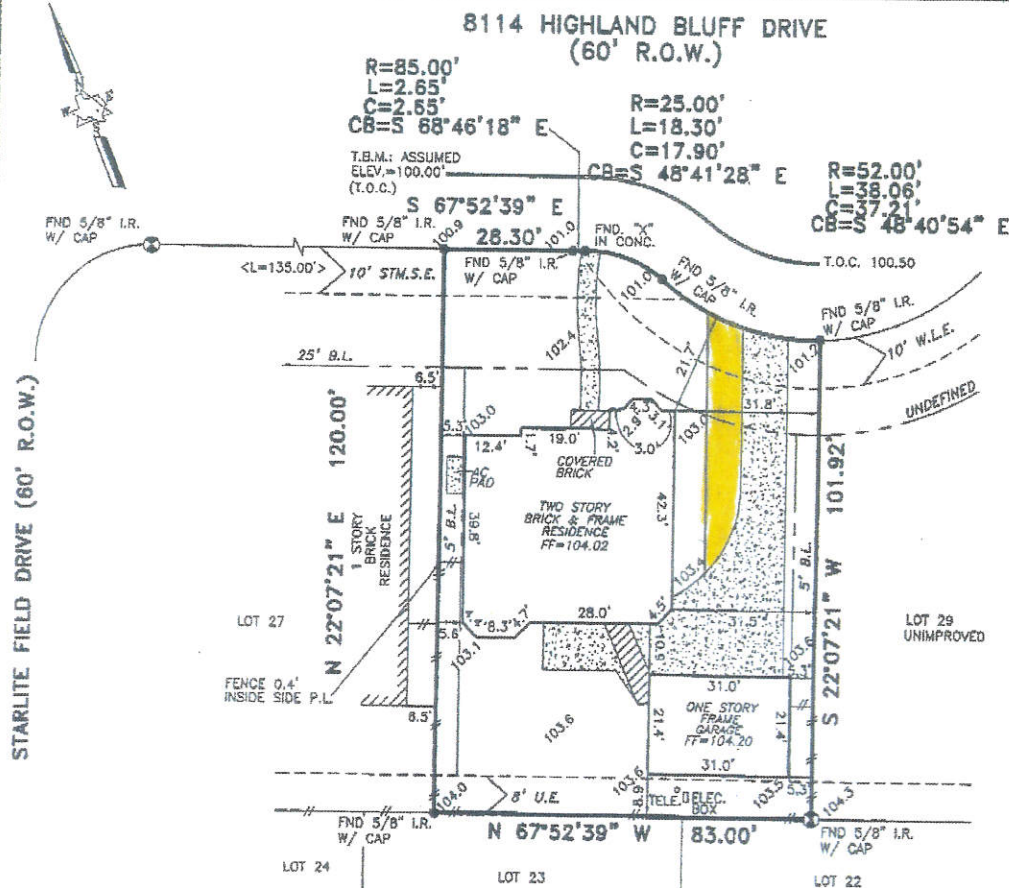 8114 HIGHLAND BLUFF DRIVE
(60' R.O.W.)
R=85.00'
L=2.65'
C=2.65'
CB=S 68°46'18" E
R=25.00'
L=18.30'
C=17.90'
CB=S 48°41'28" E
R=52.00'
L=38.06'
C=37.21'
CB=S 48°40'54" E
T.B.M.: ASSUMED
ELEV.=100.00'
(T.O.C.)
S 67°52'39" E
28.30'
FND 5/8" I.R.
W/ CAP
FND 5/8" I.R.
W/ CAP
100.9
101.0
FND. "X"
IN CONC.
FND 5/8" I.R.
W/ CAP
101.0
FND 5/8" I.R.
W/ CAP
T.O.C. 100.50
FND 5/8" I.R.
W/ CAP
<L=135.00'>
10' STM.S.E.
10' W.L.E.
101.2
UNDEFINED
25' B.L.
102.4
21.7'
6.5'
5.3'
103.0
12.4'
1.7'
19.0'
2.9'
3.1'
3.0'
103.0
31.8'
COVERED
BRICK
AC
PAD
TWO STORY
BRICK & FRAME
RESIDENCE
FF=104.02
39.8'
42.3'
5' B.L.
5' B.L.
1 STORY
BRICK
RESIDENCE
N 22°07'21" E 120.00'
S 22°07'21" W 101.92'
STARLITE FIELD DRIVE (60' R.O.W.)
103.4
4.5'
28.0'
31.5'
8.3'
5.6'
103.1
10.9'
103.6
5.3'
LOT 27
LOT 29
UNIMPROVED
FENCE 0.4'
INSIDE SIDE P.L.
6.5'
103.6
31.0'
ONE STORY
FRAME
GARAGE
FF=104.20
21.4'
21.4'
31.0'
104.0
8' U.E.
103.6
TELE.
ELEC.
BOX
103.5
5.3'
104.3
FND 5/8" I.R.
W/ CAP
N 67°52'39" W 83.00'
FND 5/8" I.R.
W/ CAP
LOT 24
LOT 23
LOT 22